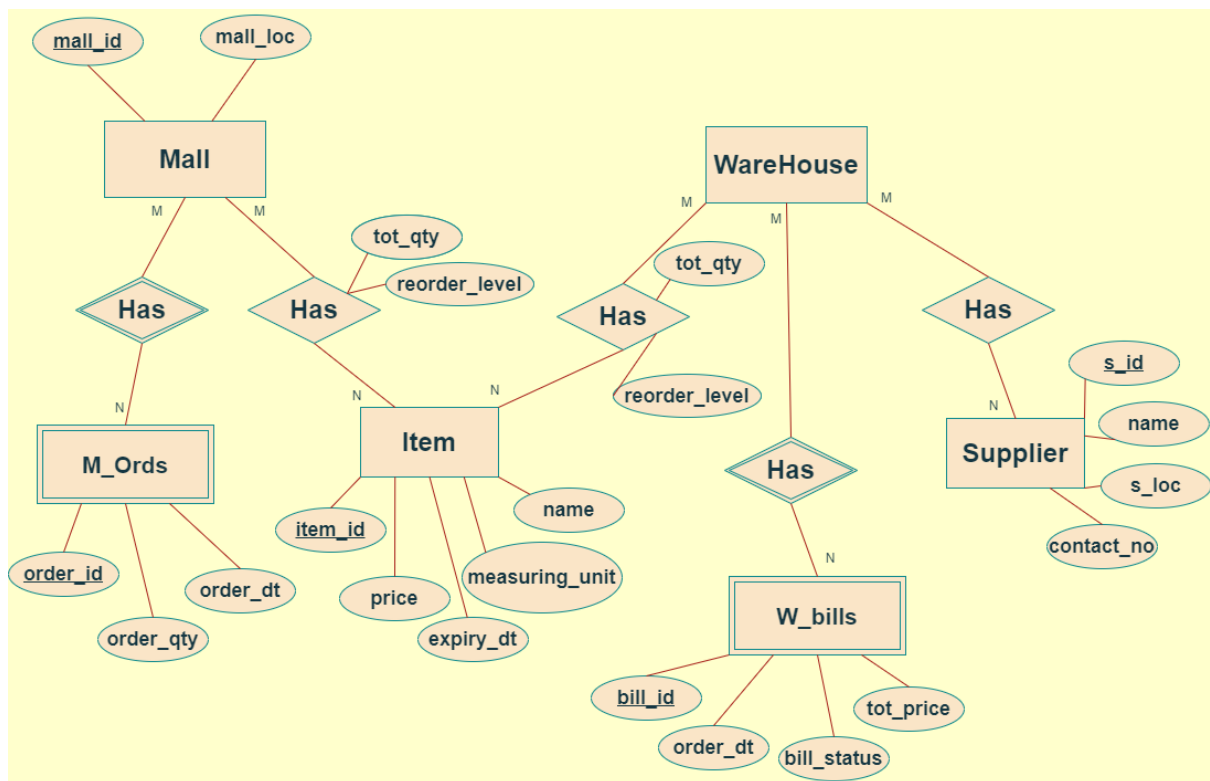 mall_id
mall_loc
Mall
WareHouse
M
M
M
M
M
tot_qty
reorder_level
tot_qty
Has
Has
Has
Has
s_id
reorder_level
name
N
N
N
N
Item
Supplier
M_Ords
Has
s_loc
name
item_id
contact_no
order_id
order_dt
measuring_unit
price
N
order_qty
expiry_dt
W_bills
bill_id
tot_price
order_dt
bill_status